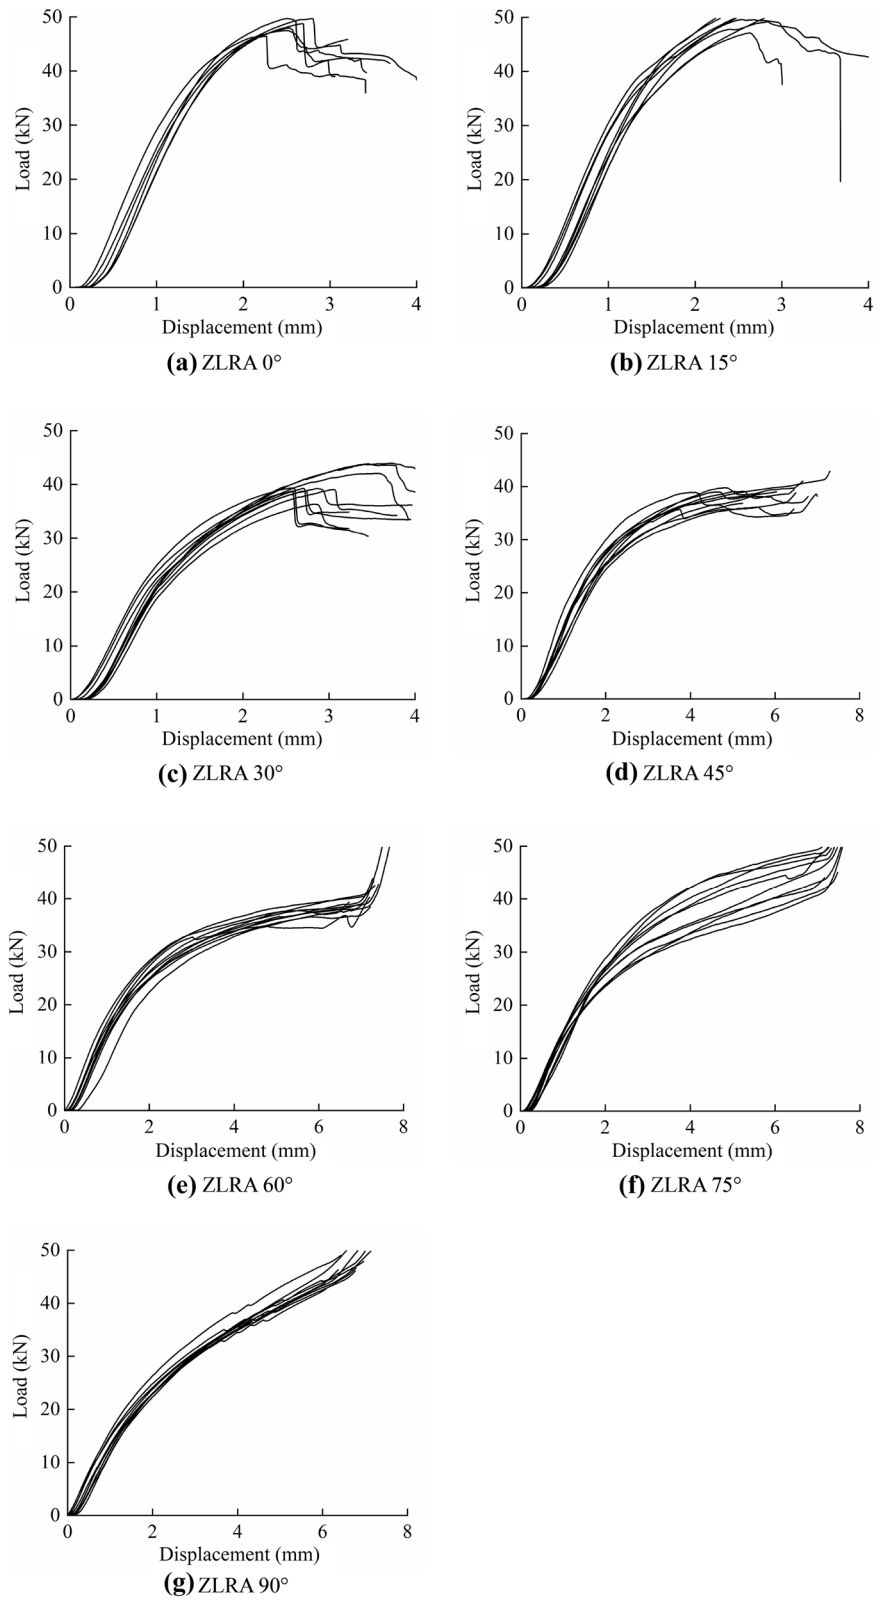 50
40
30
20
10
0
Load (kN)
0 1 2 3 4
Displacement (mm)
(a) ZLRA 0°
50
40
30
20
10
0
Load (kN)
0 1 2 3 4
Displacement (mm)
(b) ZLRA 15°
50
40
30
20
10
0
Load (kN)
0 1 2 3 4
Displacement (mm)
(c) ZLRA 30°
50
40
30
20
10
0
Load (kN)
0 2 4 6 8
Displacement (mm)
(d) ZLRA 45°
50
40
30
20
10
0
Load (kN)
0 2 4 6 8
Displacement (mm)
(e) ZLRA 60°
50
40
30
20
10
0
Load (kN)
0 2 4 6 8
Displacement (mm)
(f) ZLRA 75°
50
40
30
20
10
0
Load (kN)
0 2 4 6 8
Displacement (mm)
(g) ZLRA 90°